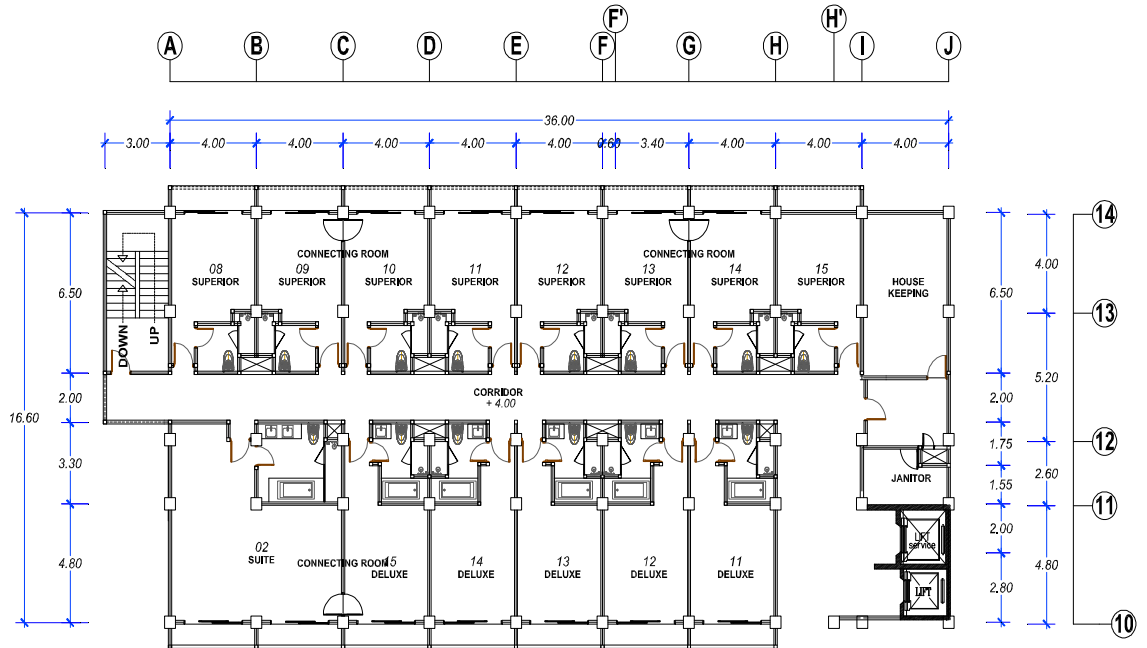 F' H'
A B C D E F G H I J
36.00
3.00 4.00 4.00 4.00 4.00 4.00 0.60 3.40 4.00 4.00 4.00
14
CONNECTING ROOM CONNECTING ROOM
4.00
08 09 10 11 12 13 14 15
SUPERIOR SUPERIOR SUPERIOR SUPERIOR SUPERIOR SUPERIOR SUPERIOR SUPERIOR
HOUSE
KEEPING
6.50 6.50
13
DOWN
UP
5.20
CORRIDOR
+ 4.00
2.00 2.00
16.60
12
1.75
3.30
2.60
JANITOR
1.55
11
LIFT
service
2.00
02 15 14 13 12 11
SUITE
CONNECTING ROOM
DELUXE DELUXE DELUXE DELUXE DELUXE
4.80 4.80
LIFT
2.80
10